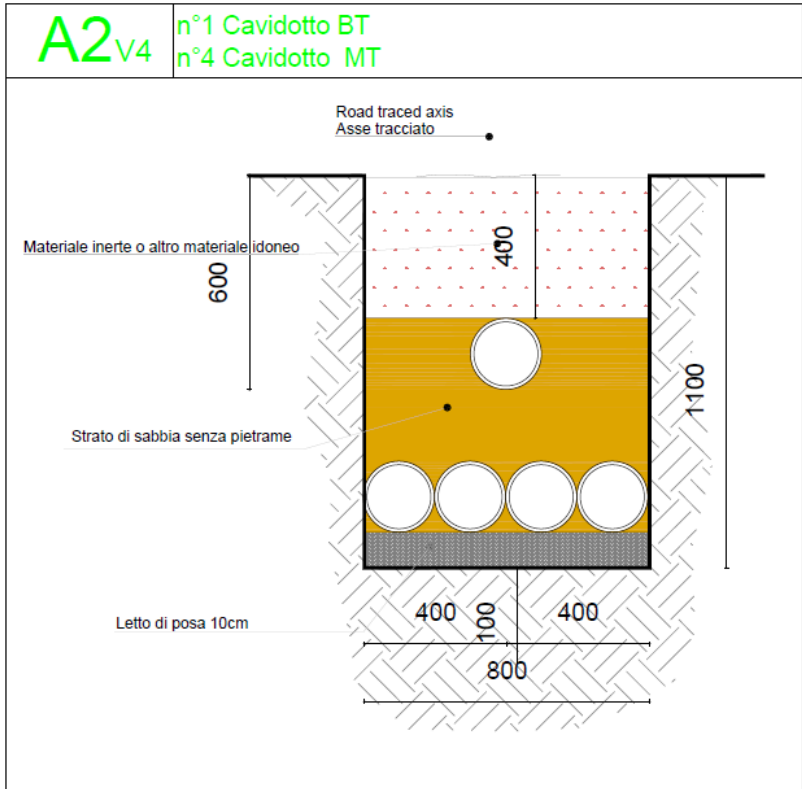 A2V4
n°1 Cavidotto BT
n°4 Cavidotto MT
Road traced axis
Asse tracciato
Materiale inerte o altro materiale idoneo
400
600
1100
Strato di sabbia senza pietrame
Letto di posa 10cm
400
100
400
800